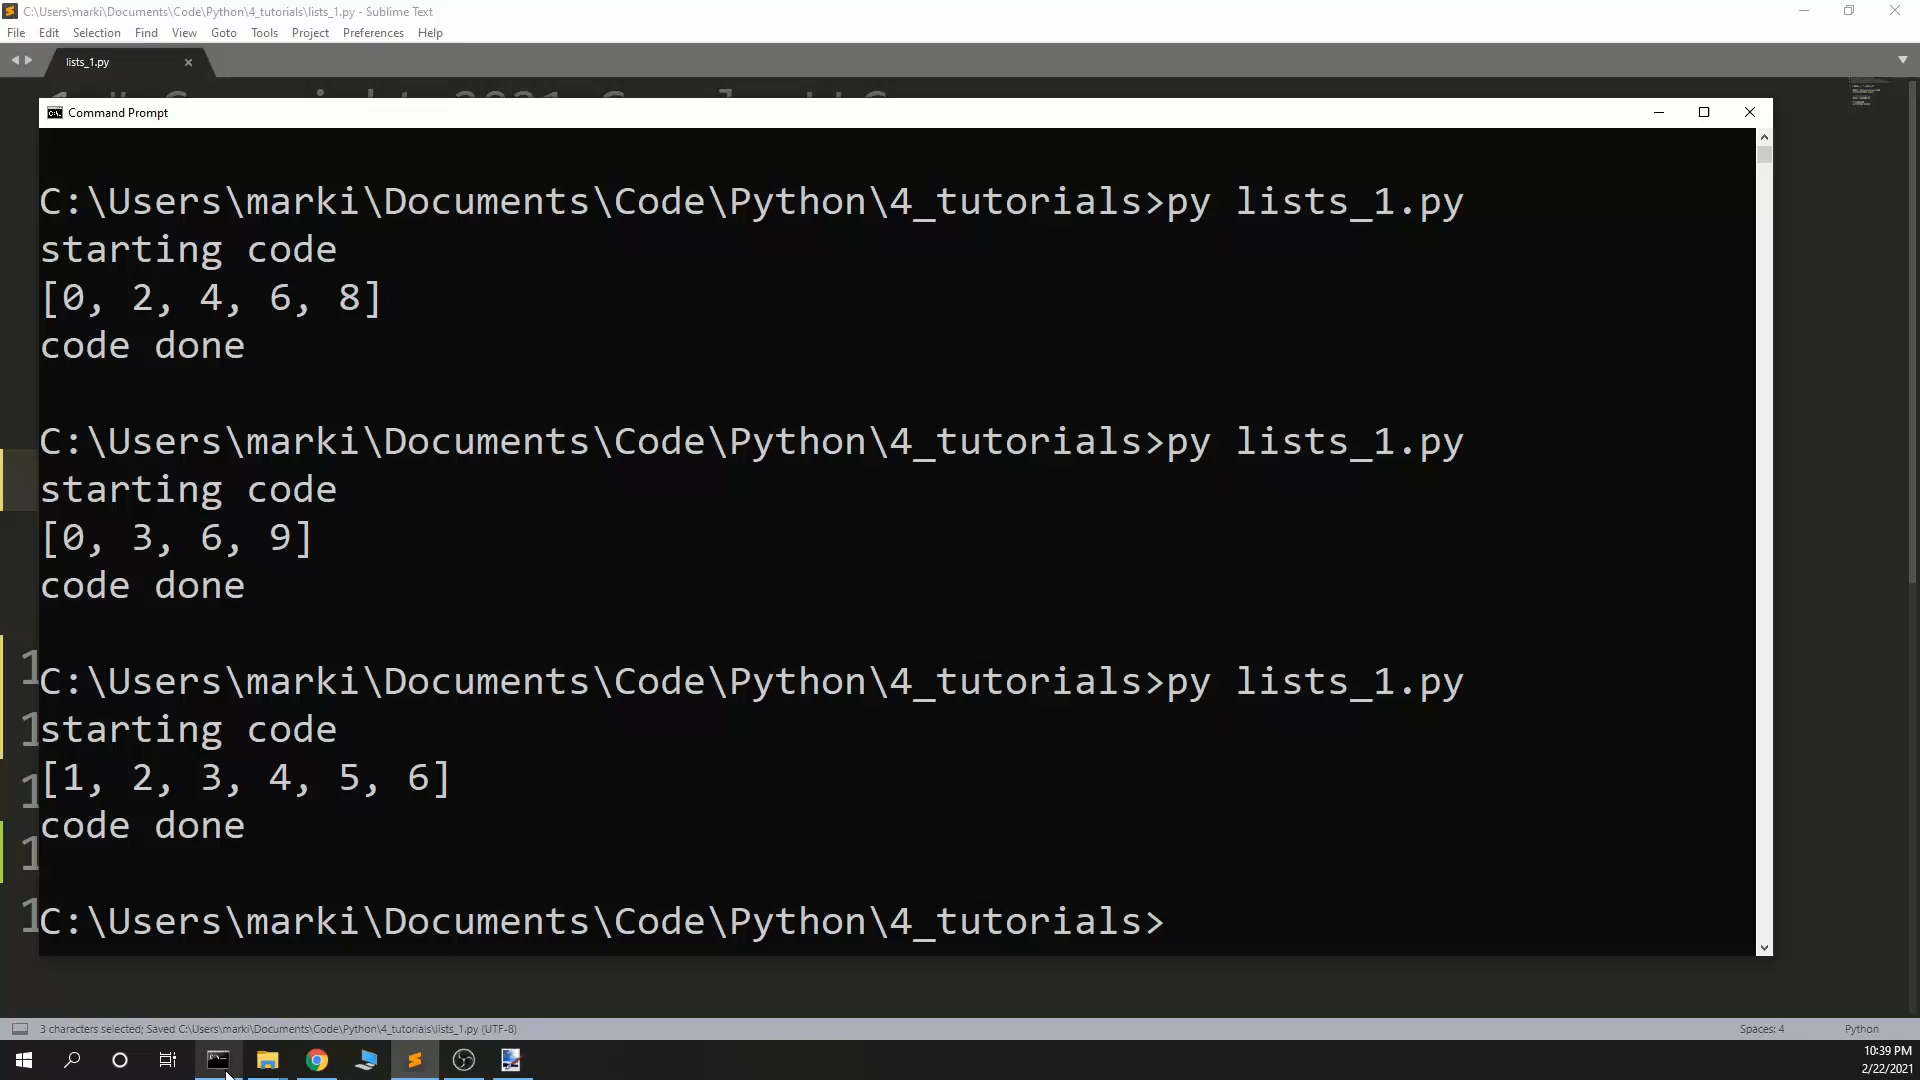 C:\Users\marki\Documents\Code\Python\4_tutorials\lists_1.py - Sublime Text
File Edit Selection Find View Goto Tools Project Preferences Help
lists_1.py
Command Prompt
C:\Users\marki\Documents\Code\Python\4_tutorials>py lists_1.py
starting code
[0, 2, 4, 6, 8]
code done
C:\Users\marki\Documents\Code\Python\4_tutorials>py lists_1.py
starting code
[0, 3, 6, 9]
code done
C:\Users\marki\Documents\Code\Python\4_tutorials>py lists_1.py
starting code
[1, 2, 3, 4, 5, 6]
code done
C:\Users\marki\Documents\Code\Python\4_tutorials>
3 characters selected; Saved C:\Users\marki\Documents\Code\Python\4_tutorials\lists_1.py (UTF-8)
Spaces: 4
Python
10:39 PM
2/22/2021